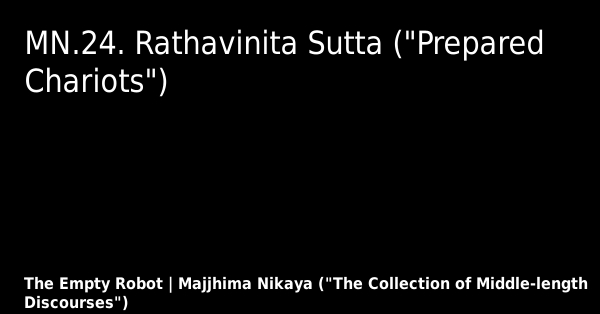 MN.24. Rathavinita Sutta ("Prepared
Chariots")
The Empty Robot | Majjhima Nikaya ("The Collection of Middle-length
Discourses")